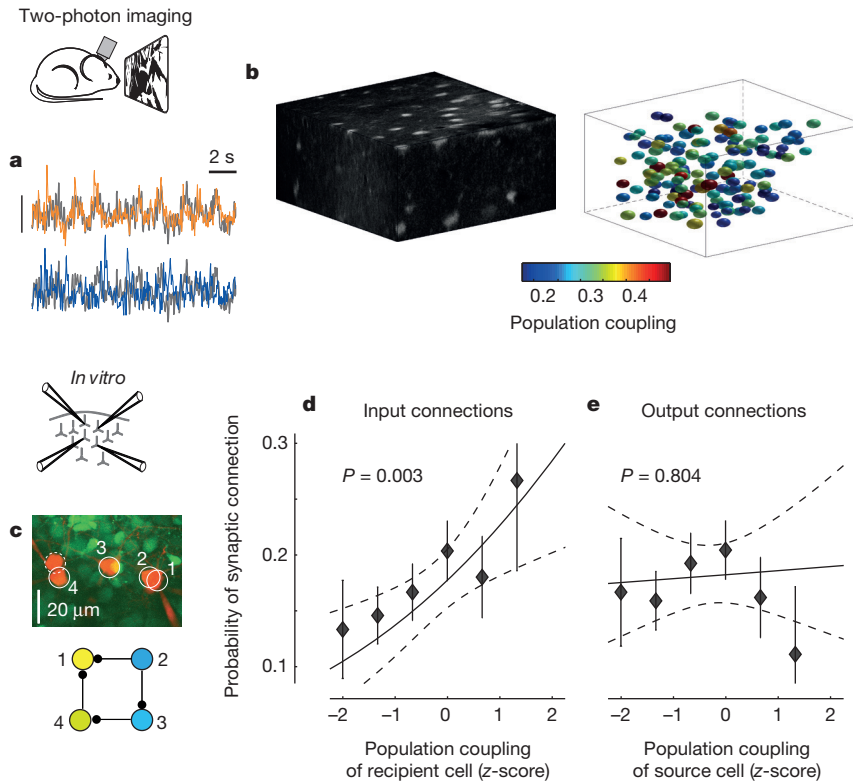 Two-photon imaging
a
2 s
b
0.2 0.3 0.4
Population coupling
In vitro
c
3
2
1
4
20 μm
1 2
4 3
d Input connections
P = 0.003
Probability of synaptic connection
0.3
0.2
0.1
−2 −1 0 1 2
Population coupling
of recipient cell (z-score)
e Output connections
P = 0.804
−2 −1 0 1 2
Population coupling
of source cell (z-score)